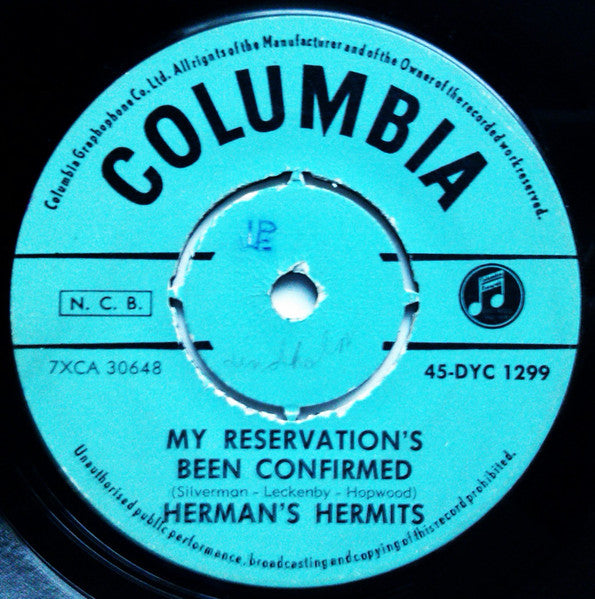 Columbia Graphophone Co. Ltd. All rights of the Manufacturer and of the Owner of the recorded work reserved.
COLUMBIA
N. C. B.
7XCA 30648
45-DYC 1299
MY RESERVATION'S
BEEN CONFIRMED
(Silverman - Leckenby - Hopwood)
HERMAN'S HERMITS
Unauthorised public performance, broadcasting and copying of this record prohibited.